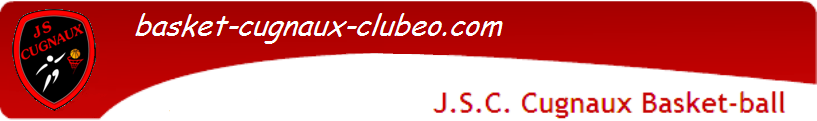 JS
CUGNAUX
basket-cugnaux-clubeo.com
J.S.C. Cugnaux Basket-ball